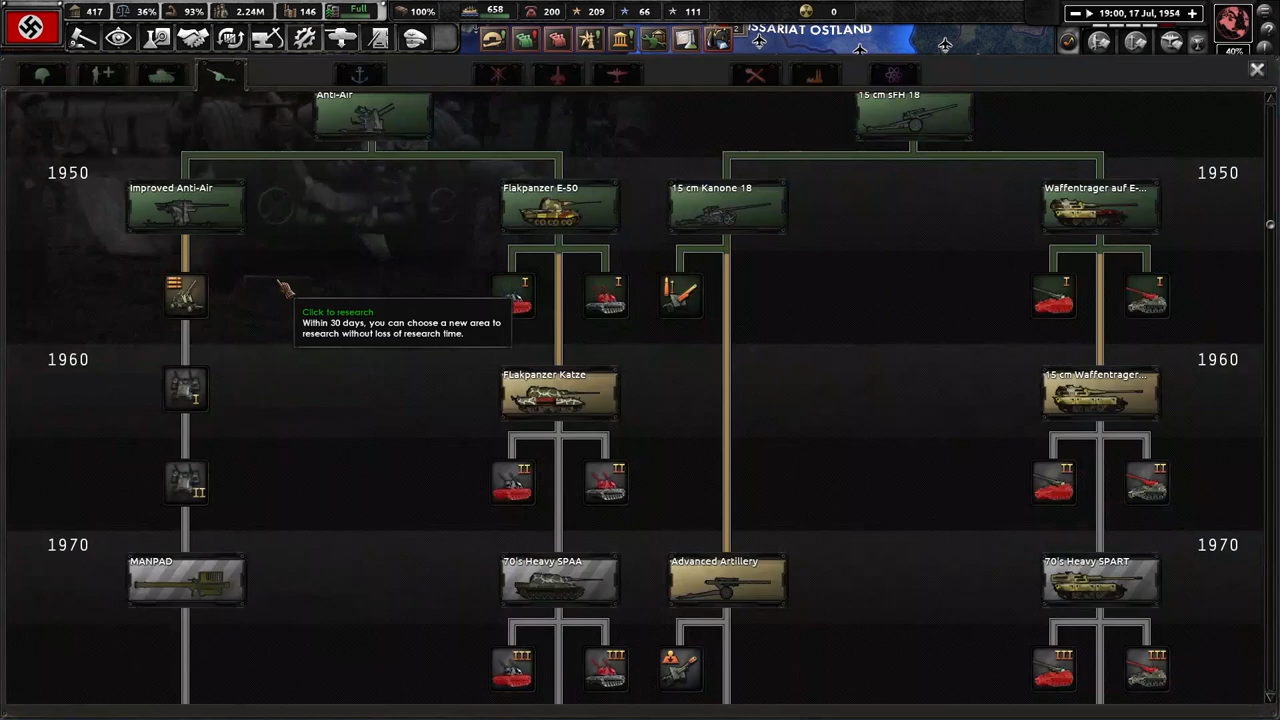 417 36% 93% 2.24M 146 Full 100% 658 200 209 66 111 0 19:00, 17 Jul, 1954
2 SSARIAT OSTLAND 40%
Anti-Air 15 cm sFH 18
1950 1950
Improved Anti-Air Flakpanzer E-50 15 cm Kanone 18 Waffentrager auf E-...
I I I I
Click to research
Within 30 days, you can choose a new area to
research without loss of research time.
1960 1960
FLakpanzer Katze 15 cm Waffentrager...
I
II II II II
II
1970 1970
MANPAD 70's Heavy SPAA Advanced Artillery 70's Heavy SPART
III III III III